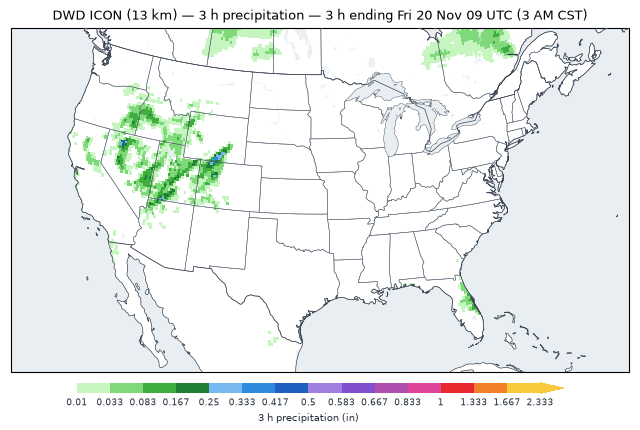 DWD ICON (13 km) — 3 h precipitation — 3 h ending Fri 20 Nov 09 UTC (3 AM CST)
0.01 0.033 0.083 0.167 0.25 0.333 0.417 0.5 0.583 0.667 0.833 1 1.333 1.667 2.333
3 h precipitation (in)